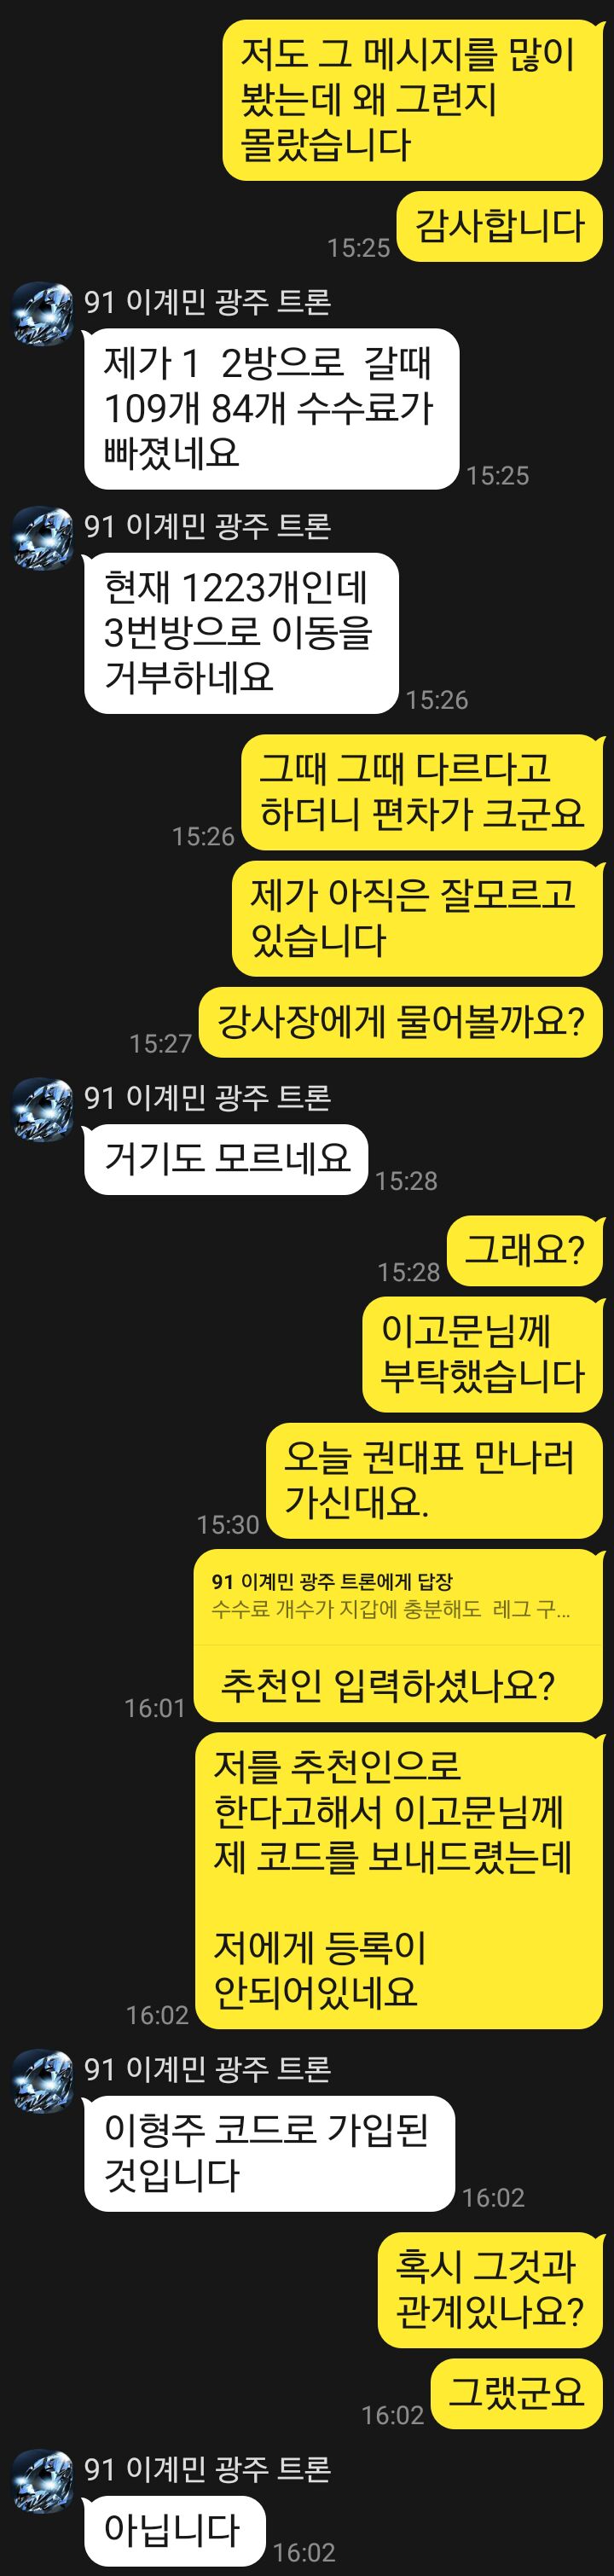 저도 그 메시지를 많이
봤는데 왜 그런지
몰랐습니다
감사합니다
15:25
91 이계민 광주 트론
제가 1 2방으로 갈때
109개 84개 수수료가
빠졌네요
15:25
91 이계민 광주 트론
현재 1223개인데
3번방으로 이동을
거부하네요
15:26
그때 그때 다르다고
하더니 편차가 크군요
15:26
제가 아직은 잘모르고
있습니다
강사장에게 물어볼까요?
15:27
91 이계민 광주 트론
거기도 모르네요
15:28
그래요?
15:28
이고문님께
부탁했습니다
오늘 권대표 만나러
가신대요.
15:30
91 이계민 광주 트론에게 답장
수수료 개수가 지갑에 충분해도 레그 구...
추천인 입력하셨나요?
16:01
저를 추천인으로
한다고해서 이고문님께
제 코드를 보내드렸는데
저에게 등록이
안되어있네요
16:02
91 이계민 광주 트론
이형주 코드로 가입된
것입니다
16:02
혹시 그것과
관계있나요?
그랬군요
16:02
91 이계민 광주 트론
아닙니다
16:02